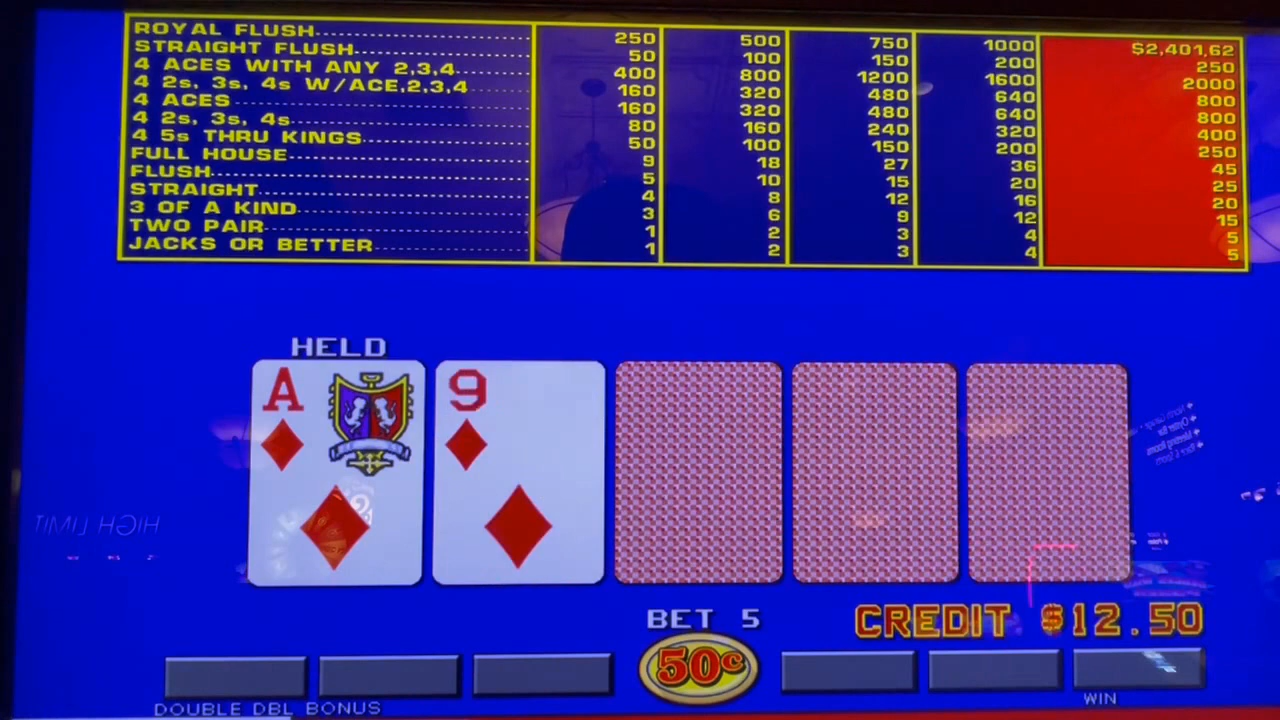 ROYAL FLUSH 250 500 750 1000 $2,401.62
STRAIGHT FLUSH 50 100 150 200 250
4 ACES WITH ANY 2,3,4 400 800 1200 1600 2000
4 2s, 3s, 4s W/ACE,2,3,4 160 320 480 640 800
4 ACES 160 320 480 640 800
4 2s, 3s, 4s 80 160 240 320 400
4 5s THRU KINGS 50 100 150 200 250
FULL HOUSE 9 18 27 36 45
FLUSH 5 10 15 20 25
STRAIGHT 4 8 12 16 20
3 OF A KIND 3 6 9 12 15
TWO PAIR 1 2 3 4 5
JACKS OR BETTER 1 2 3 4 5
HELD
A 9
HIGH LIMIT
BET 5 CREDIT $12.50
50¢
DOUBLE DBL BONUS WIN